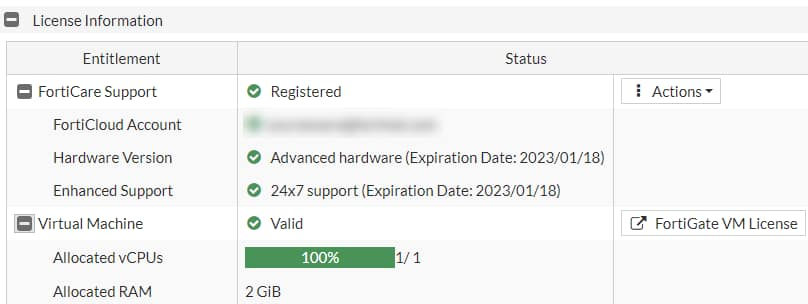 License Information
Entitlement Status
FortiCare Support Registered Actions
FortiCloud Account
Hardware Version Advanced hardware (Expiration Date: 2023/01/18)
Enhanced Support 24x7 support (Expiration Date: 2023/01/18)
Virtual Machine Valid FortiGate VM License
Allocated vCPUs 100% 1/ 1
Allocated RAM 2 GiB